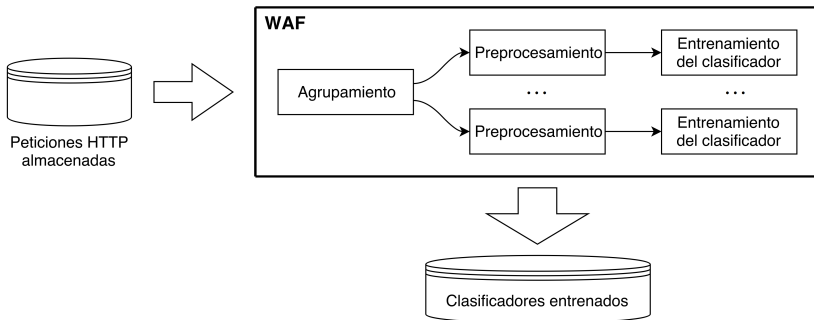 WAF
Peticiones HTTP
almacenadas
Agrupamiento
Preprocesamiento
Entrenamiento
del clasificador
...
...
Preprocesamiento
Entrenamiento
del clasificador
Clasificadores entrenados